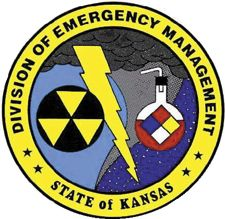 DIVISION OF EMERGENCY MANAGEMENT
STATE of KANSAS